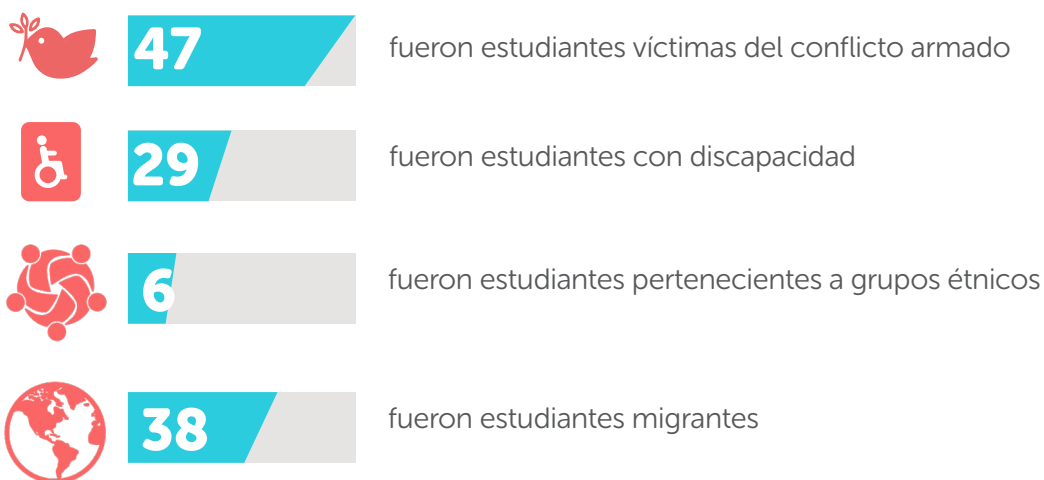 47 fueron estudiantes víctimas del conflicto armado
29 fueron estudiantes con discapacidad
6 fueron estudiantes pertenecientes a grupos étnicos
38 fueron estudiantes migrantes